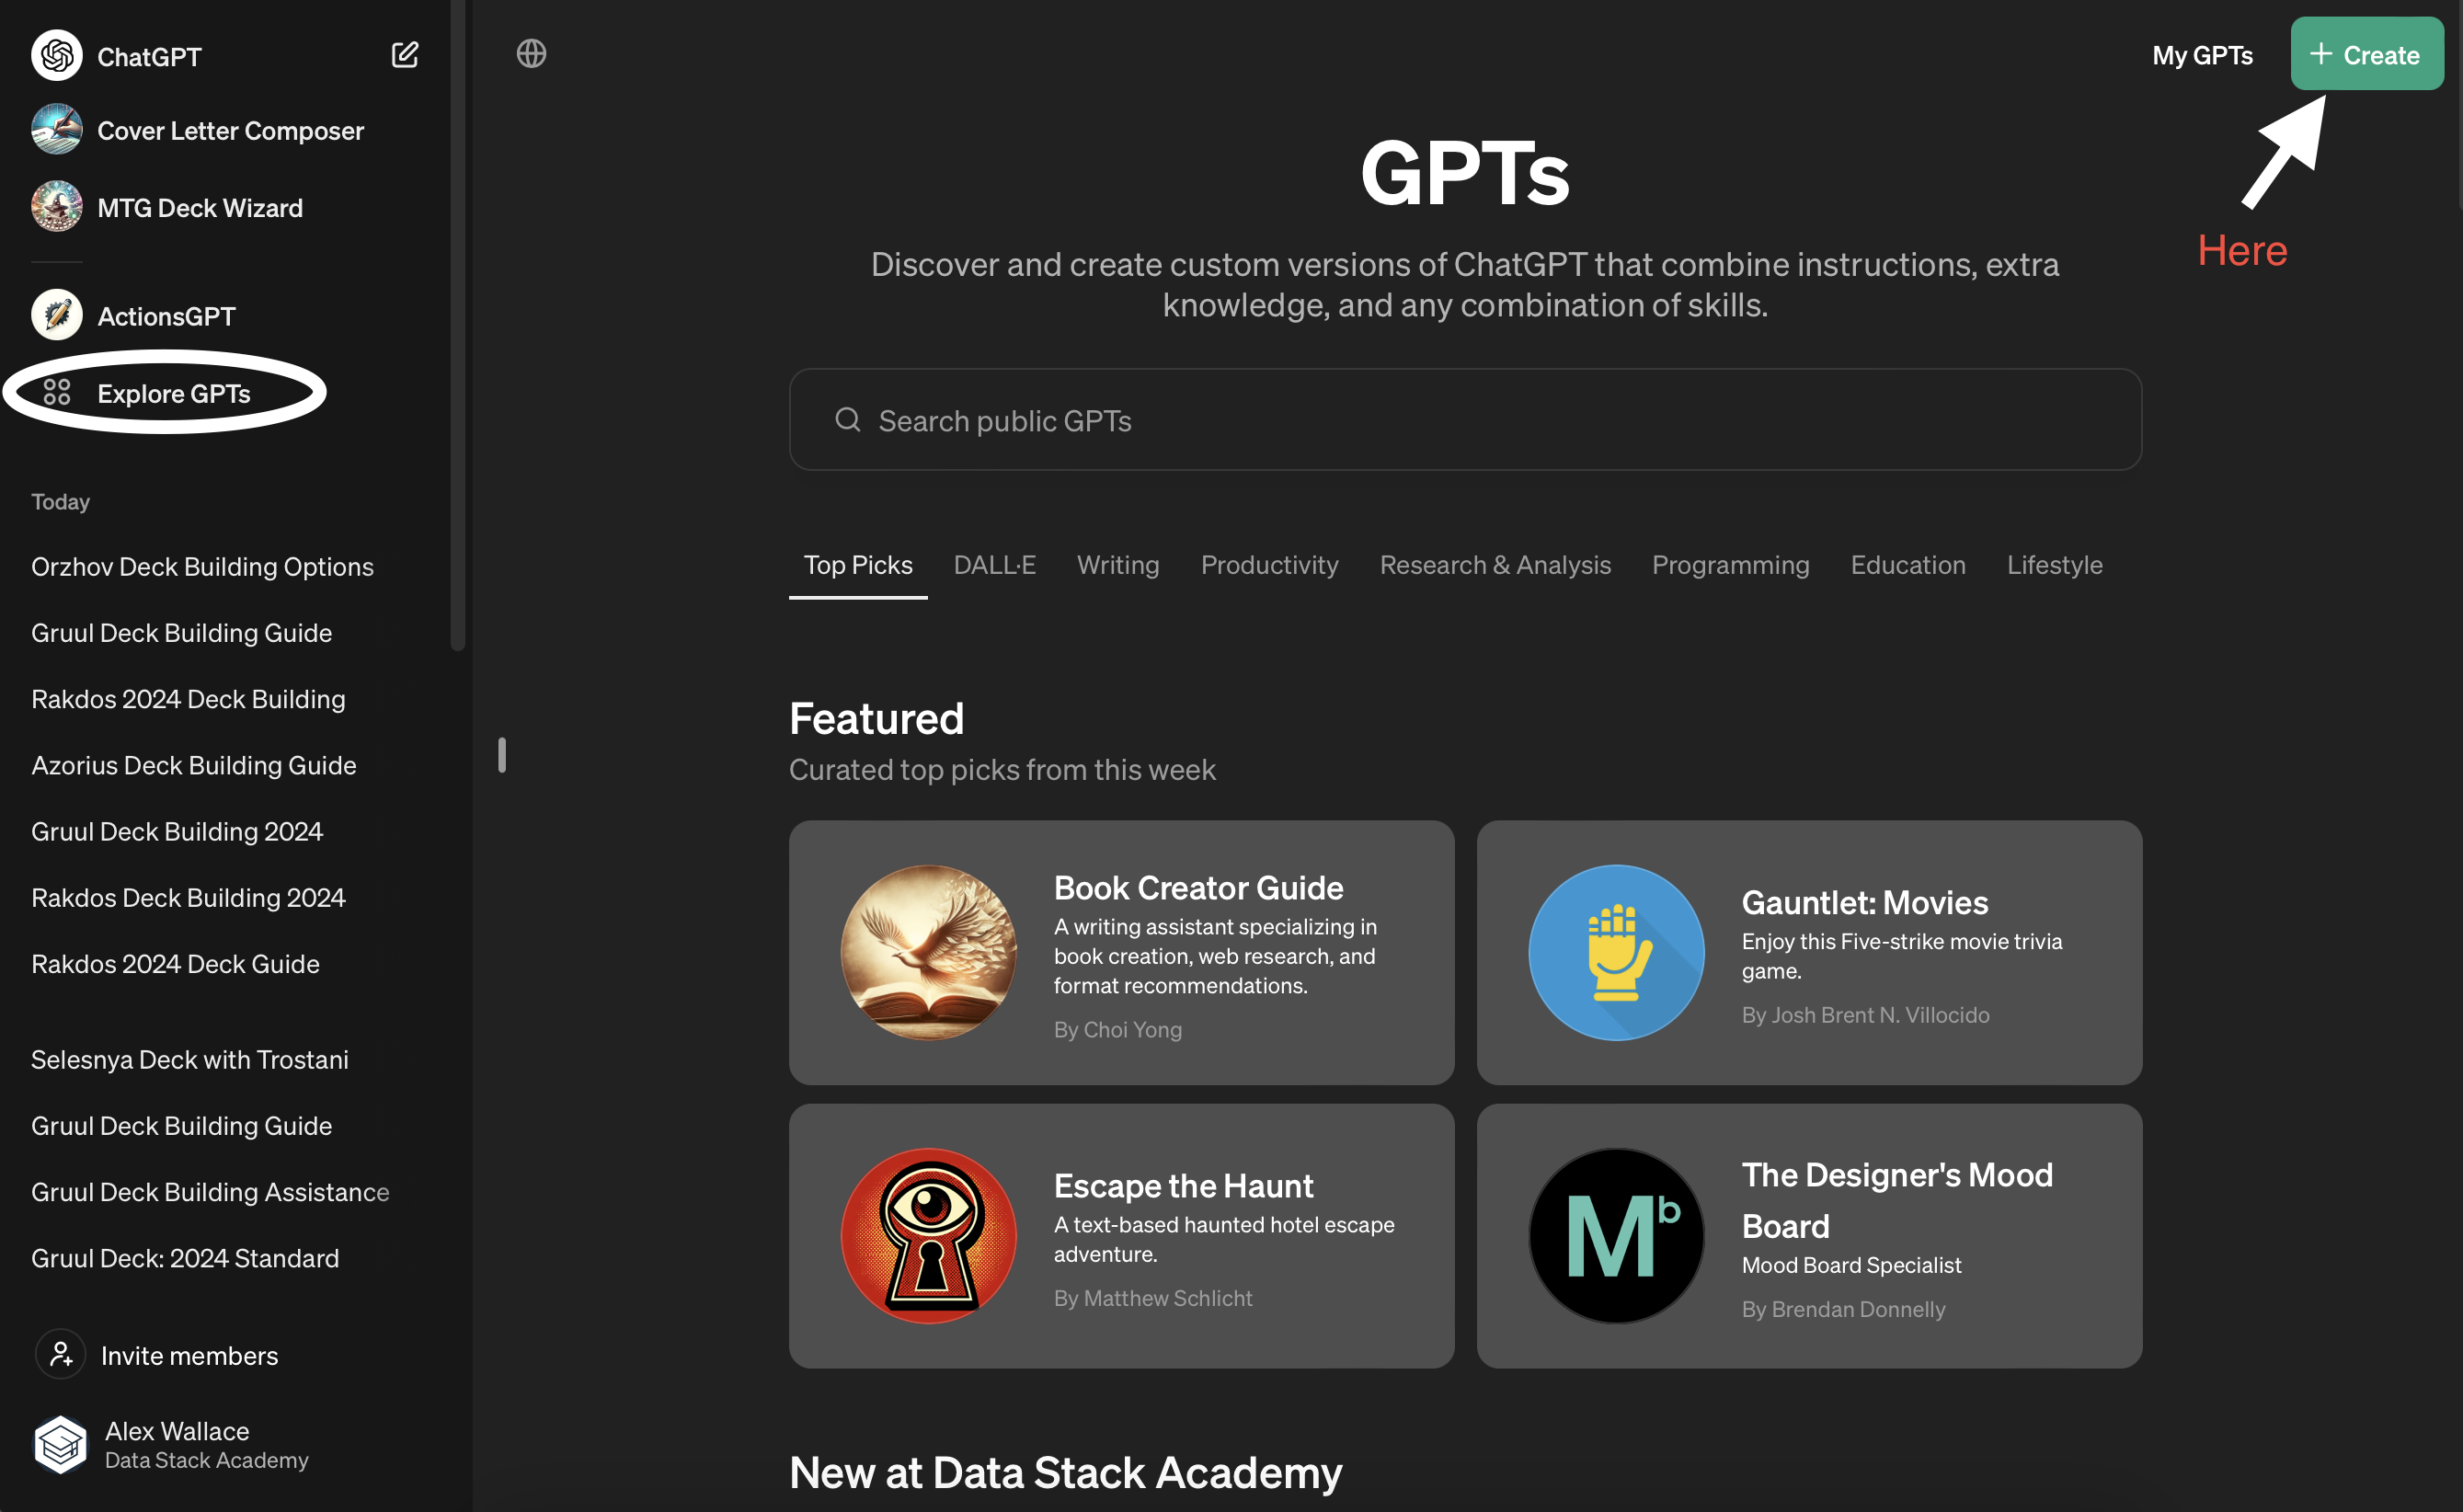 ChatGPT
Cover Letter Composer
MTG Deck Wizard
ActionsGPT
Explore GPTs
Today
Orzhov Deck Building Options
Gruul Deck Building Guide
Rakdos 2024 Deck Building
Azorius Deck Building Guide
Gruul Deck Building 2024
Rakdos Deck Building 2024
Rakdos 2024 Deck Guide
Selesnya Deck with Trostani
Gruul Deck Building Guide
Gruul Deck Building Assistance
Gruul Deck: 2024 Standard
Invite members
Alex Wallace
Data Stack Academy
My GPTs
+ Create
Here
GPTs
Discover and create custom versions of ChatGPT that combine instructions, extra
knowledge, and any combination of skills.
Search public GPTs
Top Picks DALL·E Writing Productivity Research & Analysis Programming Education Lifestyle
Featured
Curated top picks from this week
Book Creator Guide
A writing assistant specializing in
book creation, web research, and
format recommendations.
By Choi Yong
Gauntlet: Movies
Enjoy this Five-strike movie trivia
game.
By Josh Brent N. Villocido
Escape the Haunt
A text-based haunted hotel escape
adventure.
By Matthew Schlicht
Mb
The Designer's Mood
Board
Mood Board Specialist
By Brendan Donnelly
New at Data Stack Academy